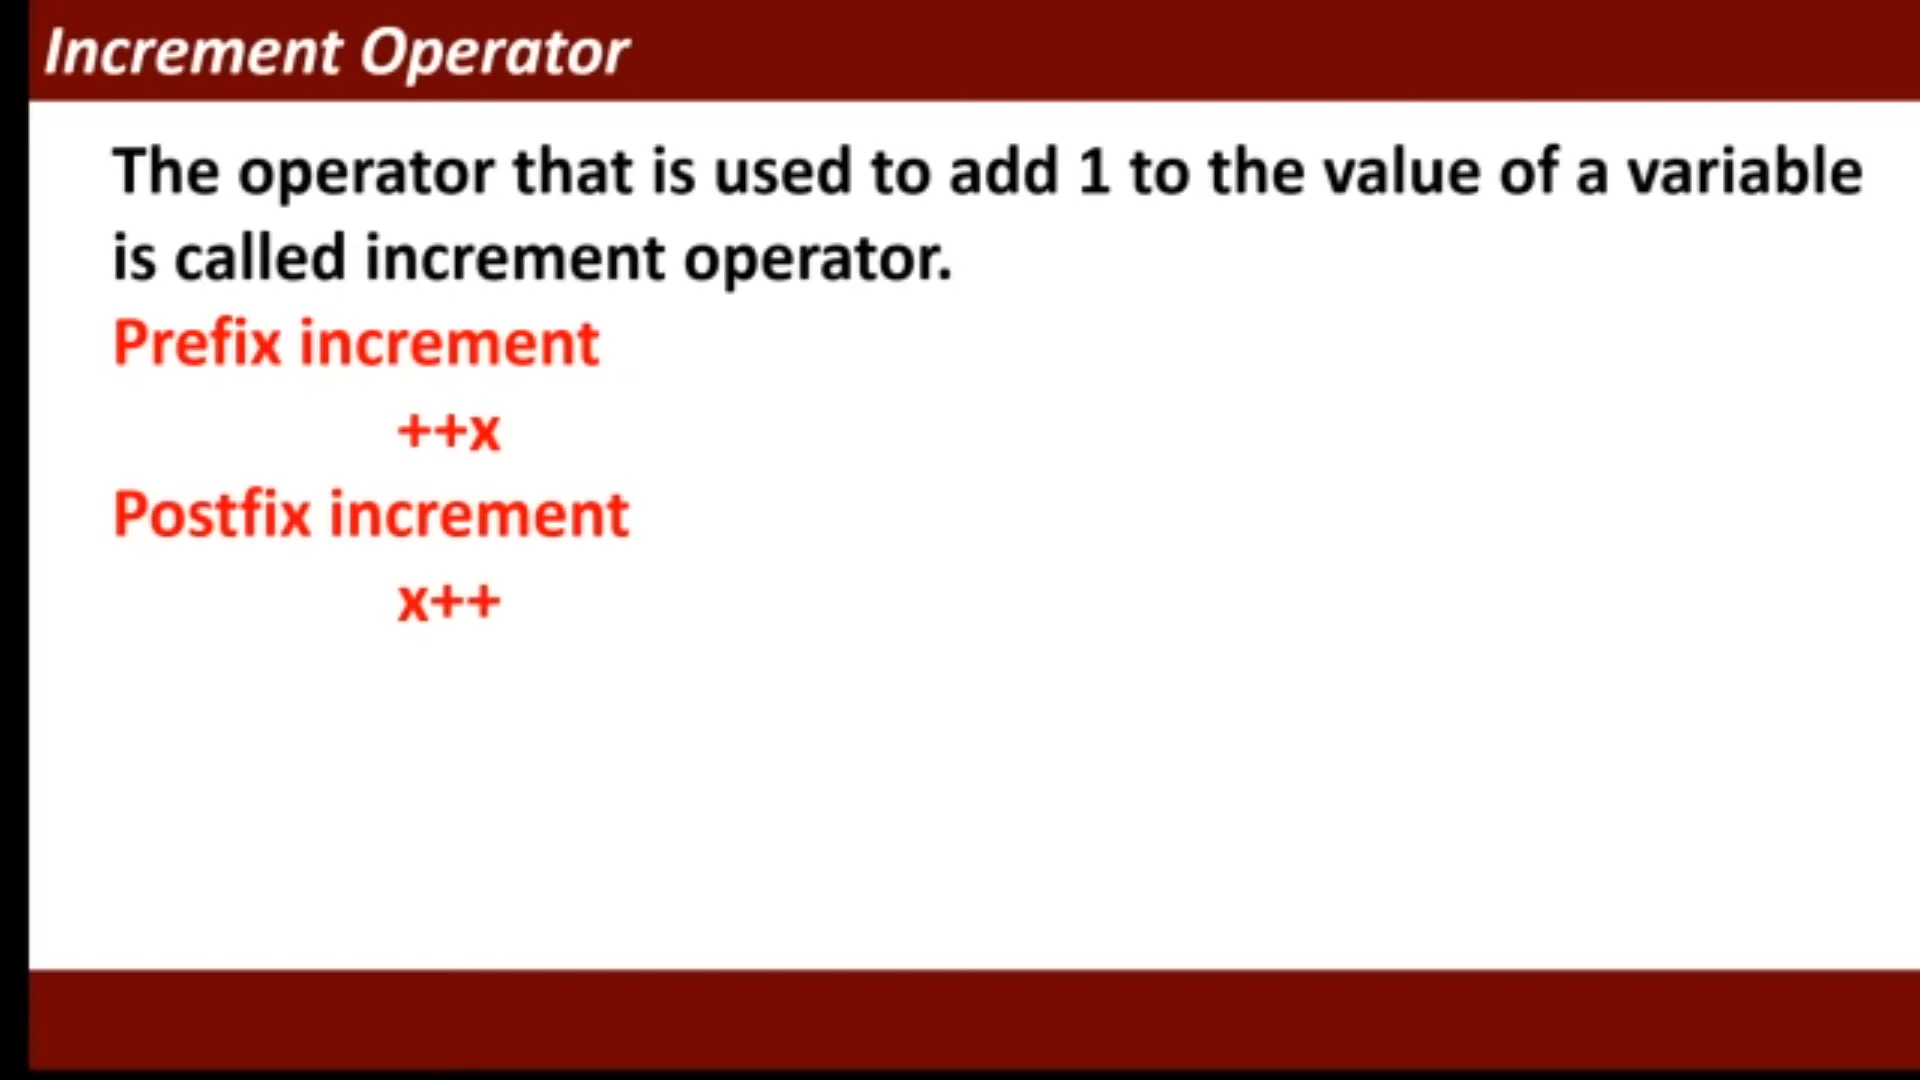 Increment Operator
The operator that is used to add 1 to the value of a variable
is called increment operator.
Prefix increment
++x
Postfix increment
x++